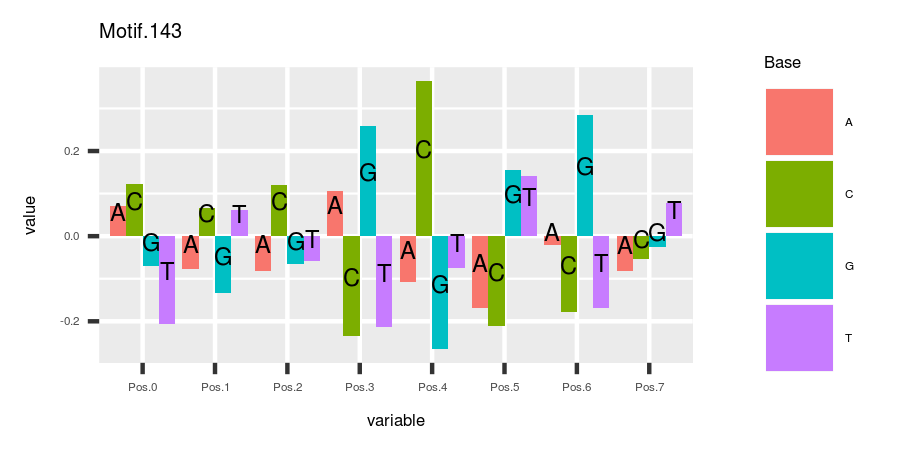 Motif.143
Base
A
C
G
T
value
0.2
0.0
-0.2
A C G T A C G T A C G T A C G T A C G T A C G T A C G T A C G T
Pos.0 Pos.1 Pos.2 Pos.3 Pos.4 Pos.5 Pos.6 Pos.7
variable